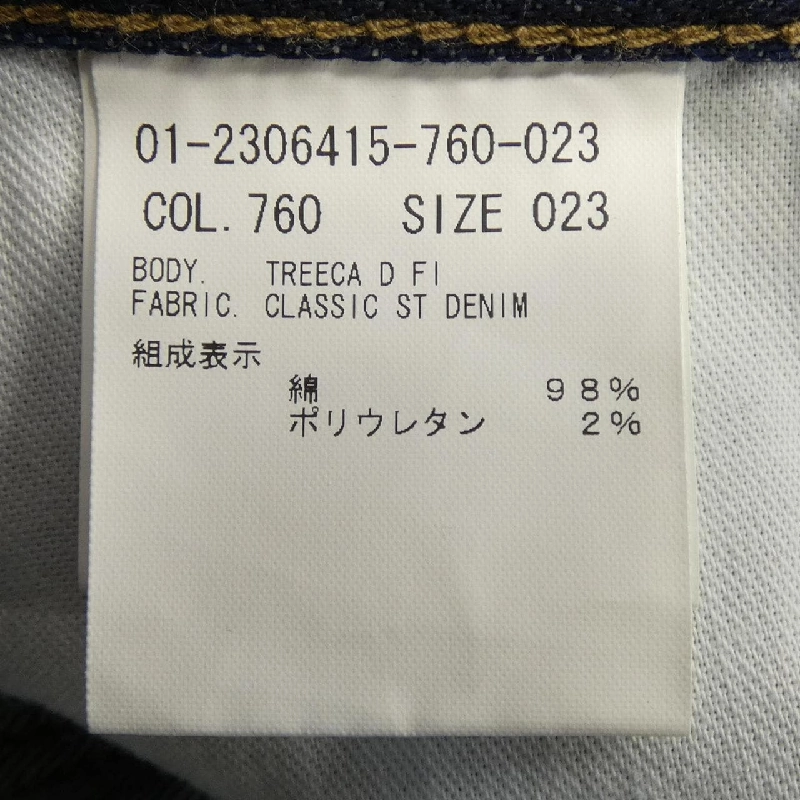 01-2306415-760-023
COL. 760 SIZE 023
BODY. TREECA D FI
FABRIC. CLASSIC ST DENIM
組成表示
綿 98%
ポリウレタン 2%